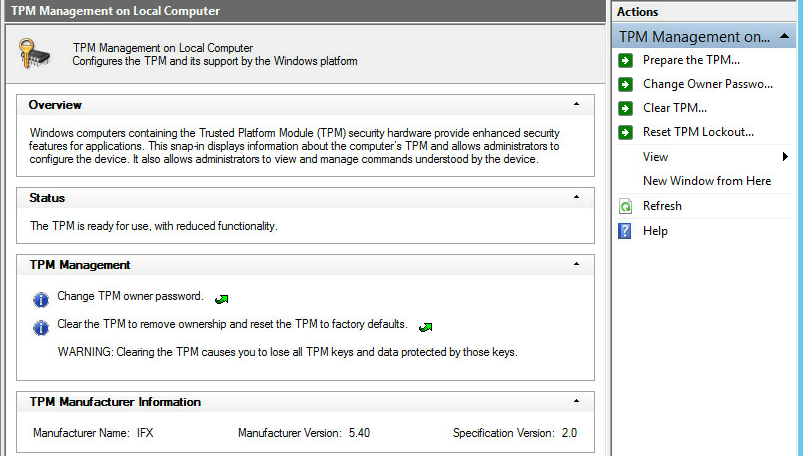 TPM Management on Local Computer
TPM Management on Local Computer
Configures the TPM and its support by the Windows platform
Overview
Windows computers containing the Trusted Platform Module (TPM) security hardware provide enhanced security
features for applications. This snap-in displays information about the computer's TPM and allows administrators to
configure the device. It also allows administrators to view and manage commands understood by the device.
Status
The TPM is ready for use, with reduced functionality.
TPM Management
Change TPM owner password.
Clear the TPM to remove ownership and reset the TPM to factory defaults.
WARNING: Clearing the TPM causes you to lose all TPM keys and data protected by those keys.
TPM Manufacturer Information
Manufacturer Name: IFX Manufacturer Version: 5.40 Specification Version: 2.0
Actions
TPM Management on...
Prepare the TPM...
Change Owner Passwo...
Clear TPM...
Reset TPM Lockout...
View
New Window from Here
Refresh
Help